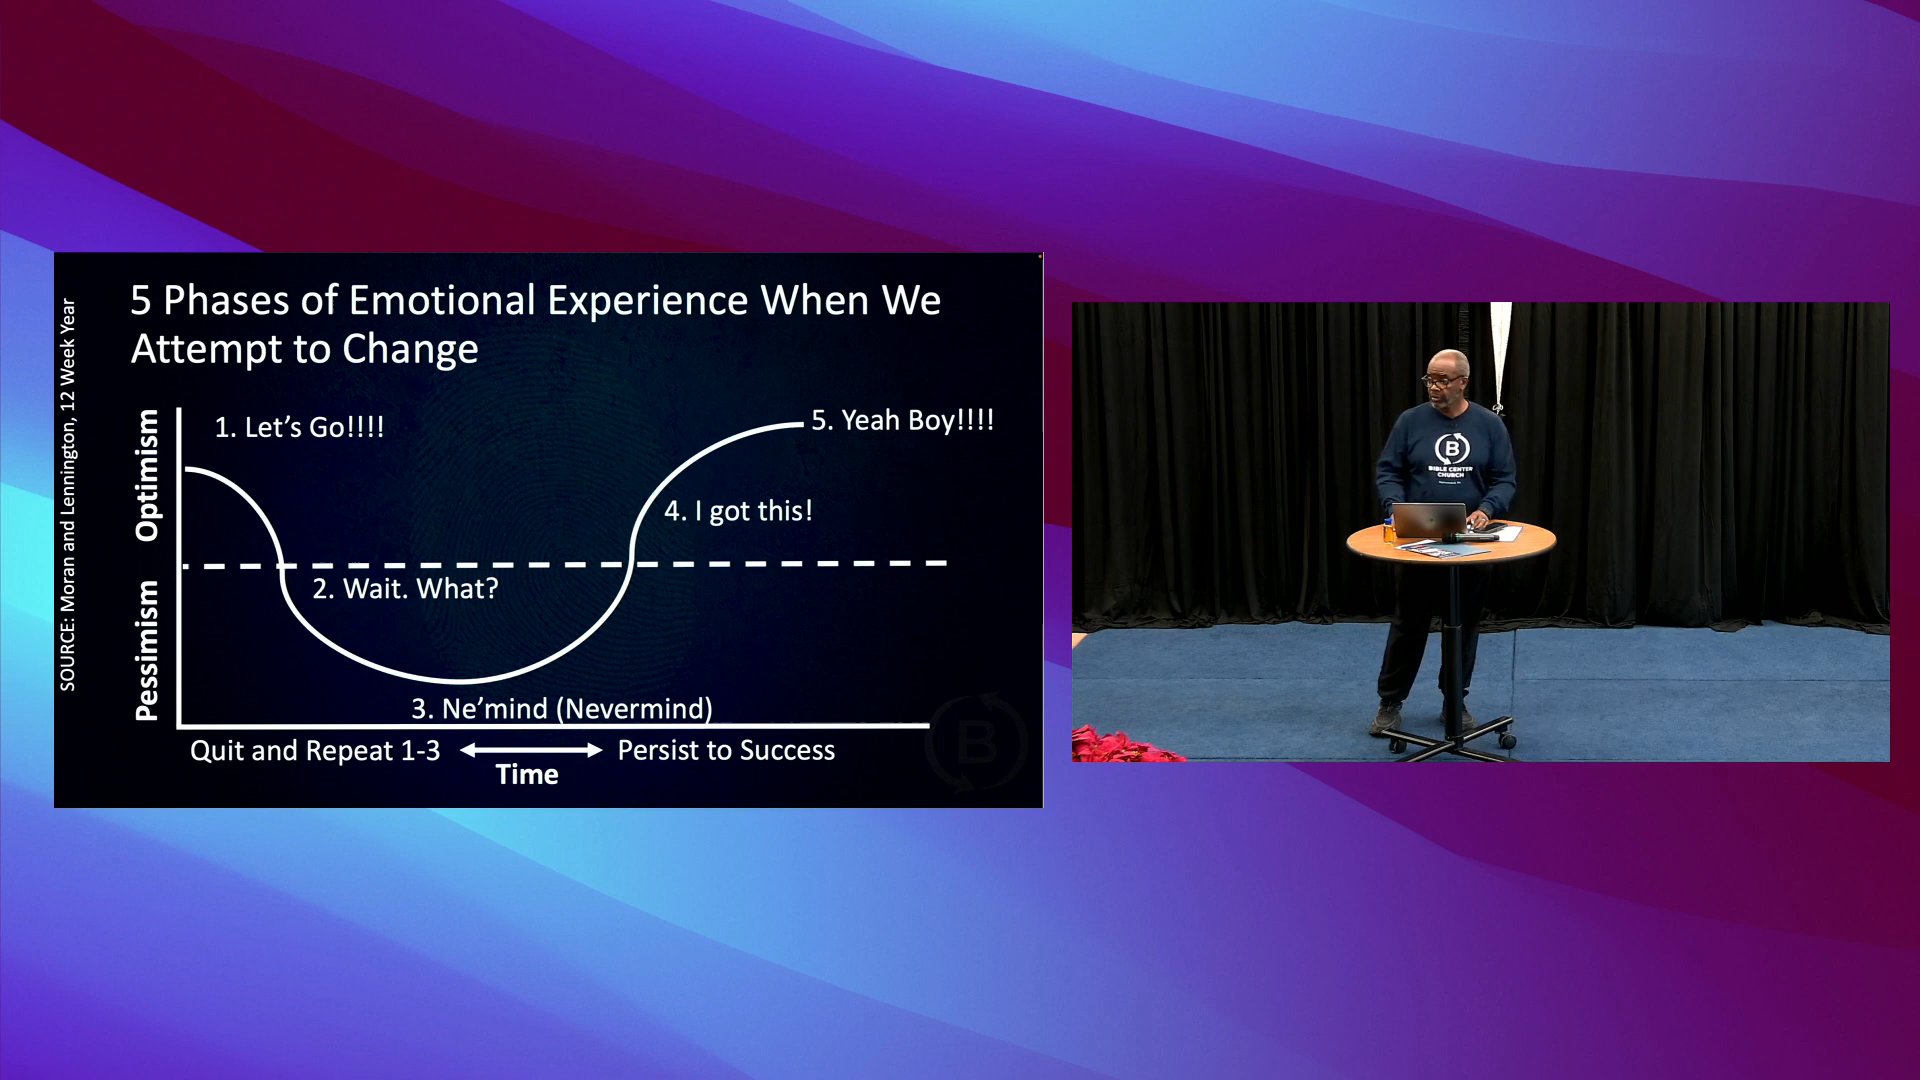 5 Phases of Emotional Experience When We
Attempt to Change
SOURCE: Moran and Lennington, 12 Week Year
Optimism
Pessimism
1. Let's Go!!!!
5. Yeah Boy!!!!
4. I got this!
2. Wait. What?
3. Ne'mind (Nevermind)
Quit and Repeat 1-3
Persist to Success
Time
B
B
BIBLE CENTER
CHURCH